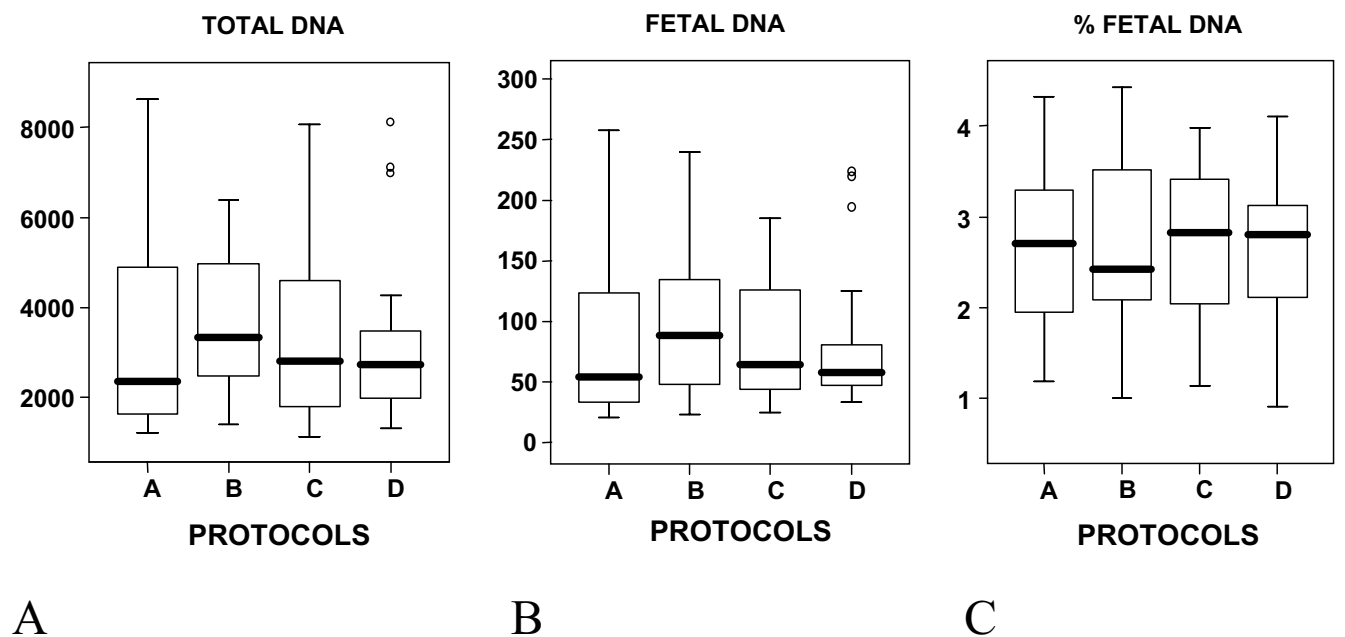 TOTAL DNA
8000
6000
4000
2000
A B C D
PROTOCOLS
A
FETAL DNA
300
250
200
150
100
50
0
A B C D
PROTOCOLS
B
% FETAL DNA
4
3
2
1
A B C D
PROTOCOLS
C